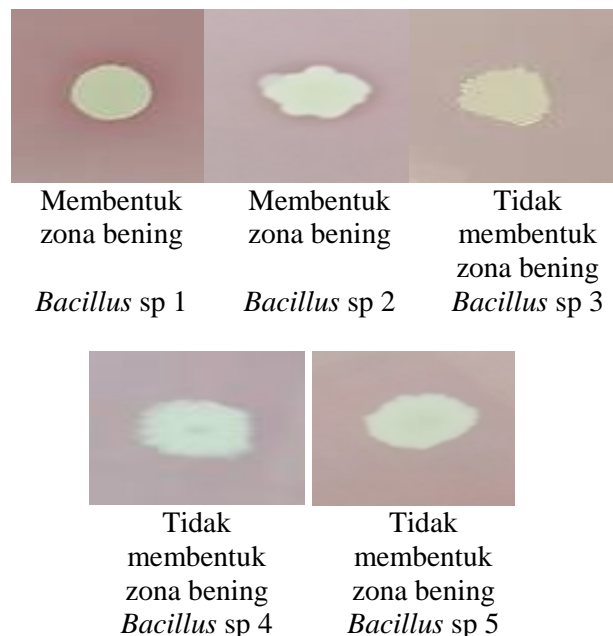 Membentuk
zona bening
Bacillus sp 1
Membentuk
zona bening
Bacillus sp 2
Tidak
membentuk
zona bening
Bacillus sp 3
Tidak
membentuk
zona bening
Bacillus sp 4
Tidak
membentuk
zona bening
Bacillus sp 5